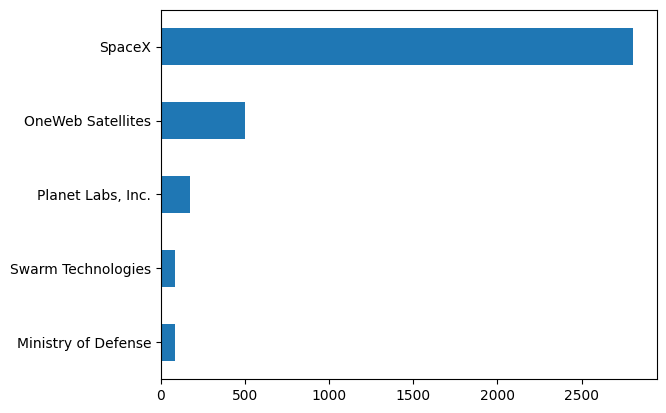 SpaceX
OneWeb Satellites
Planet Labs, Inc.
Swarm Technologies
Ministry of Defense
0 500 1000 1500 2000 2500